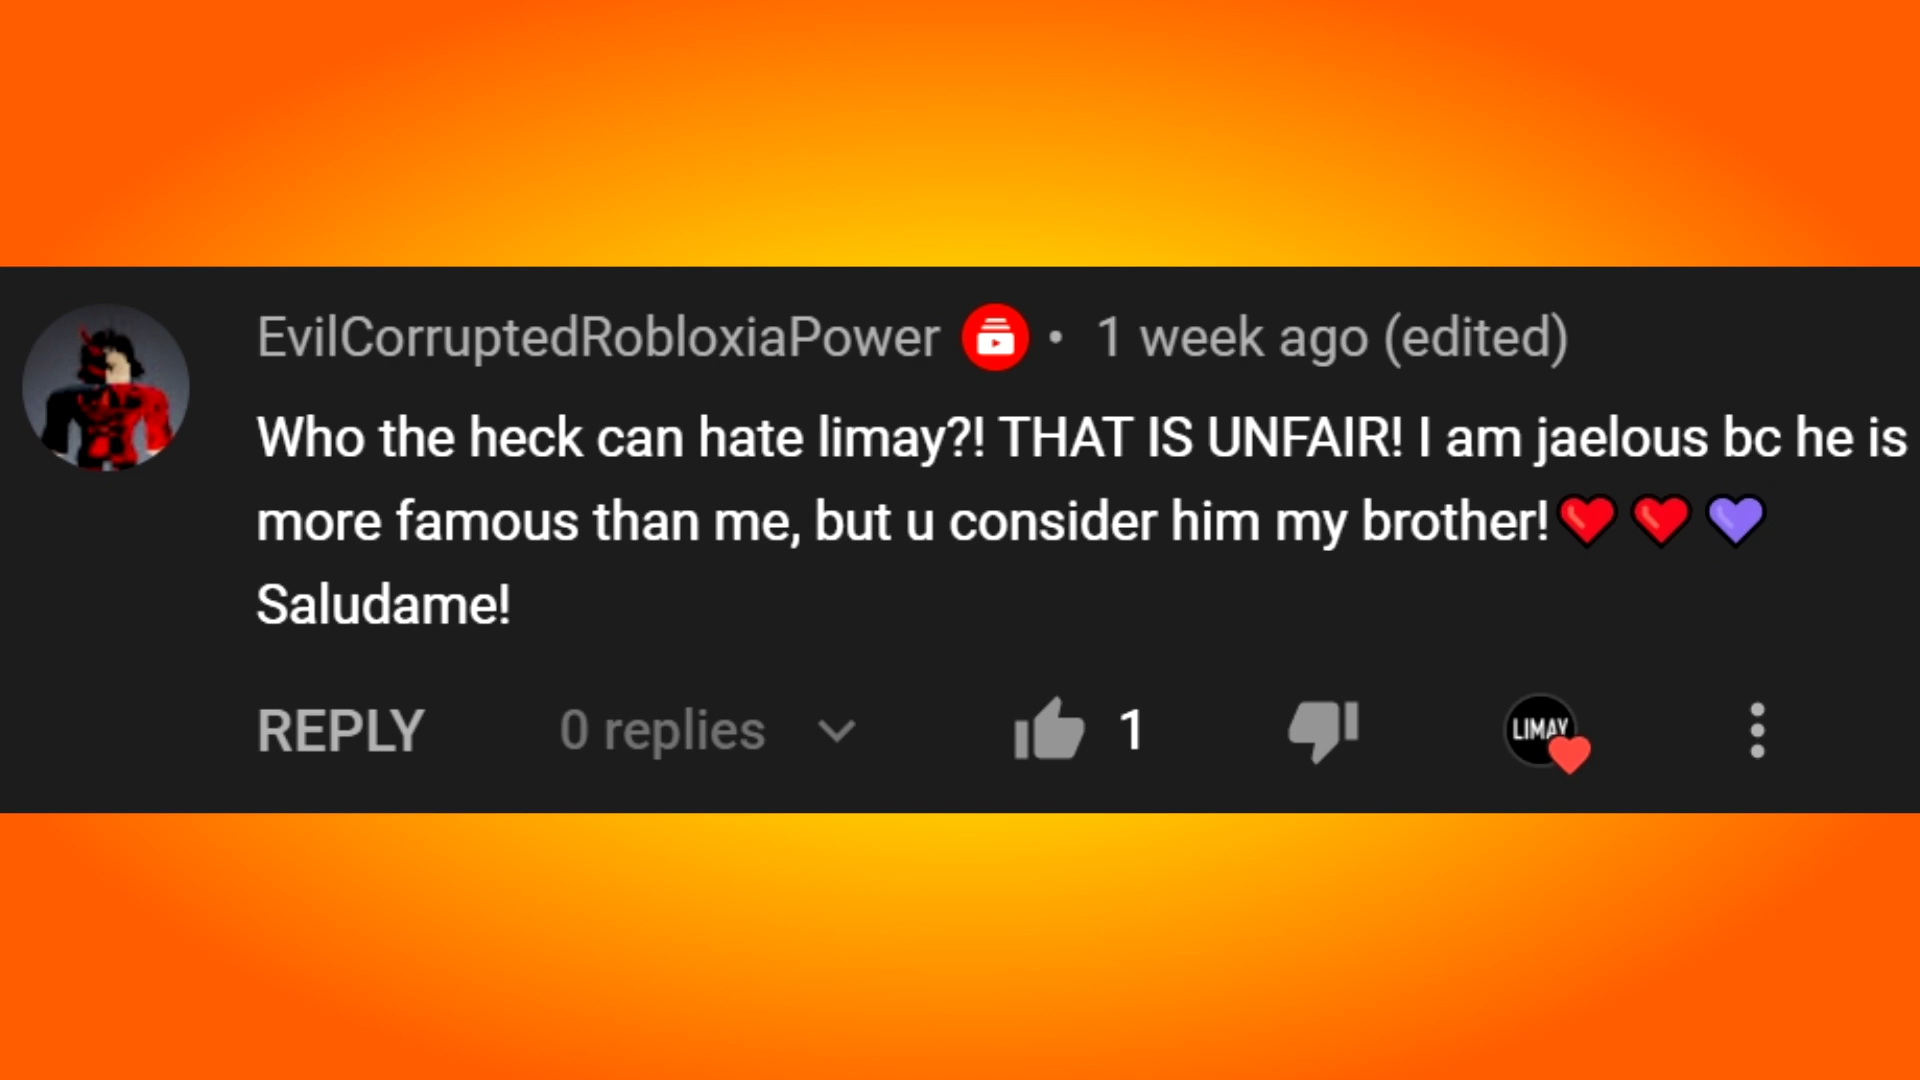 EvilCorruptedRobloxiaPower • 1 week ago (edited)
Who the heck can hate limay?! THAT IS UNFAIR! I am jaelous bc he is
more famous than me, but u consider him my brother!❤️ ❤️ 💜
Saludame!
REPLY 0 replies 1 LIMAY